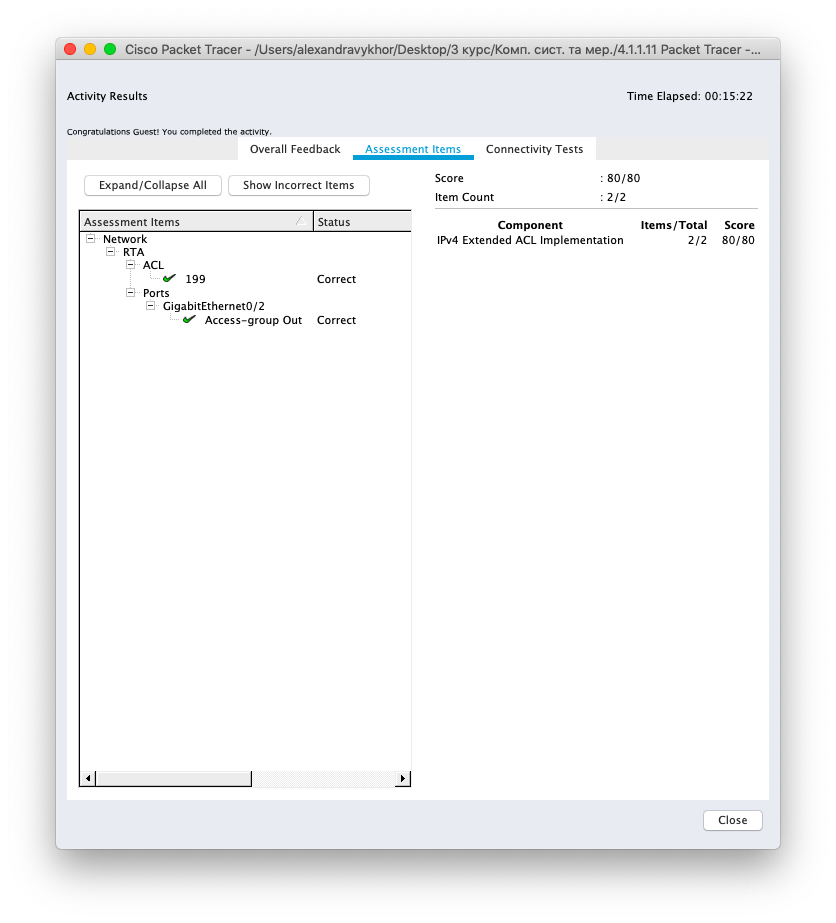 Cisco Packet Tracer - /Users/alexandravykhor/Desktop/3 курс/Комп. сист. та мер./4.1.1.11 Packet Tracer -...
Activity Results
Time Elapsed: 00:15:22
Congratulations Guest! You completed the activity.
Overall Feedback
Assessment Items
Connectivity Tests
Expand/Collapse All
Show Incorrect Items
Assessment Items Status
Network
RTA
ACL
199 Correct
Ports
GigabitEthernet0/2
Access-group Out Correct
Score : 80/80
Item Count : 2/2
Component Items/Total Score
IPv4 Extended ACL Implementation 2/2 80/80
Close